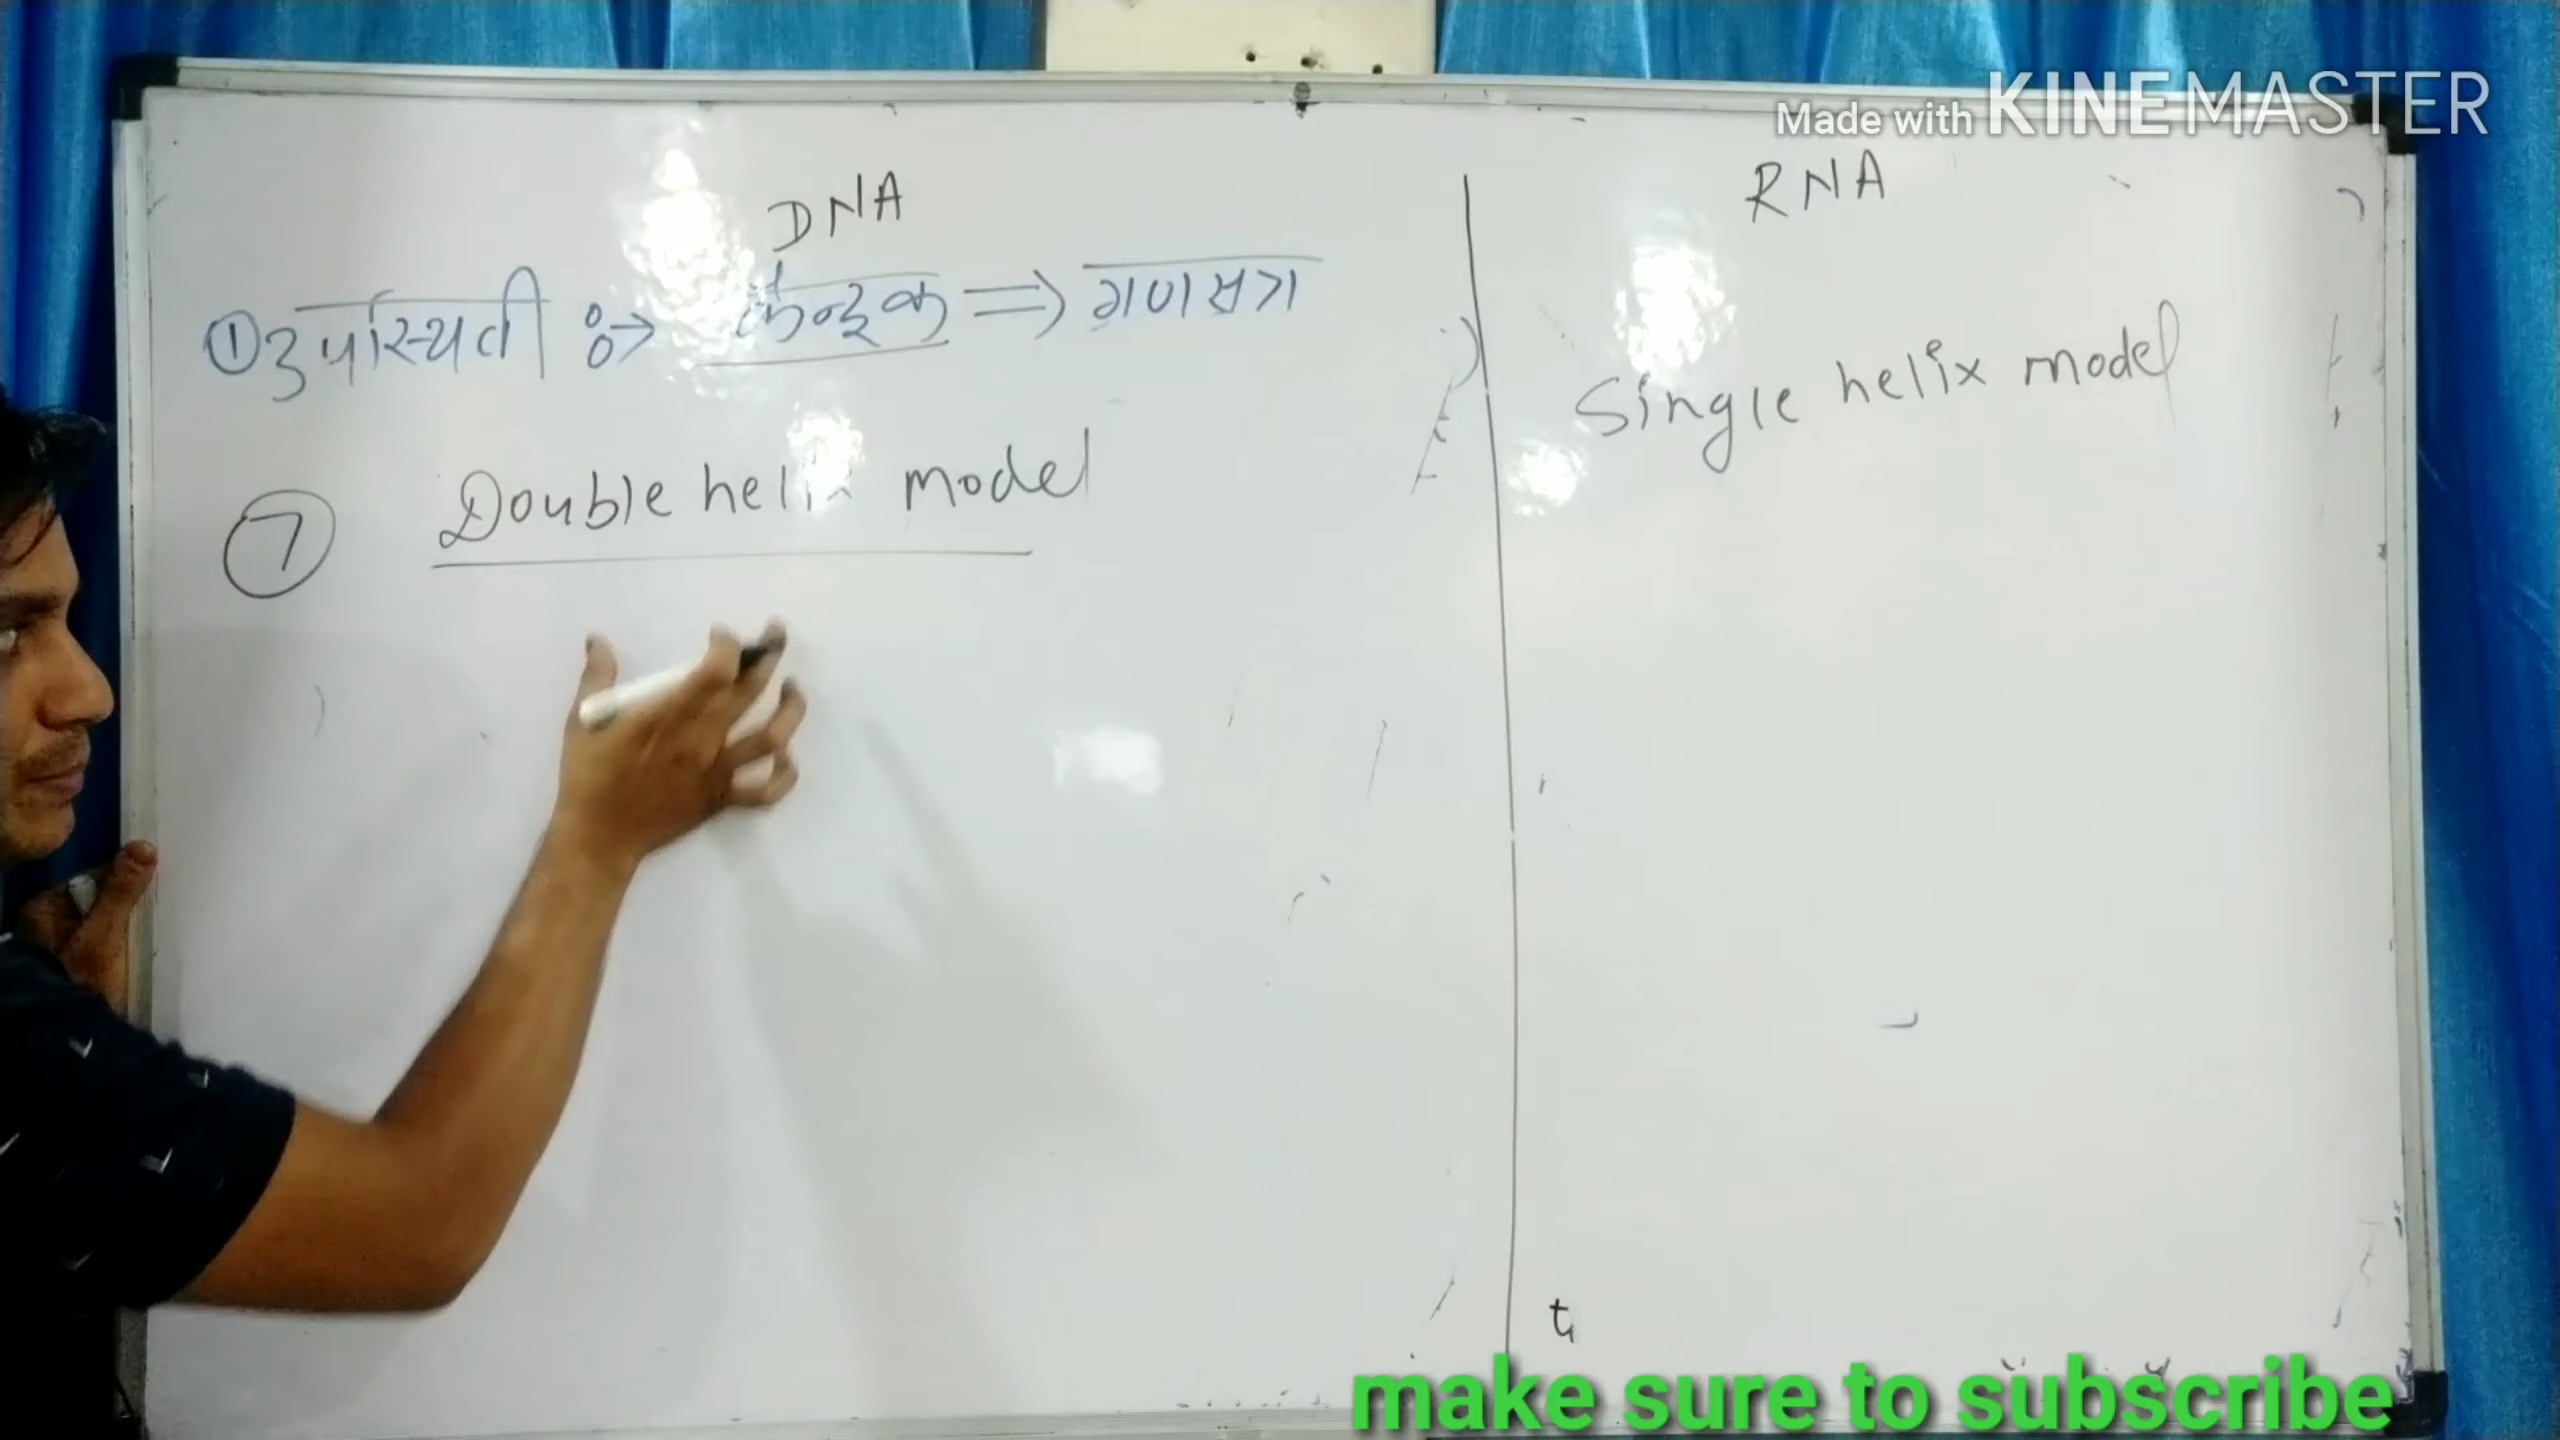 Made with KINEMASTER
DNA
① उपस्थिती :→ केन्द्रक ⇒ गुणसूत्र
⑦ Double helix model
RNA
Single helix model
make sure to subscribe